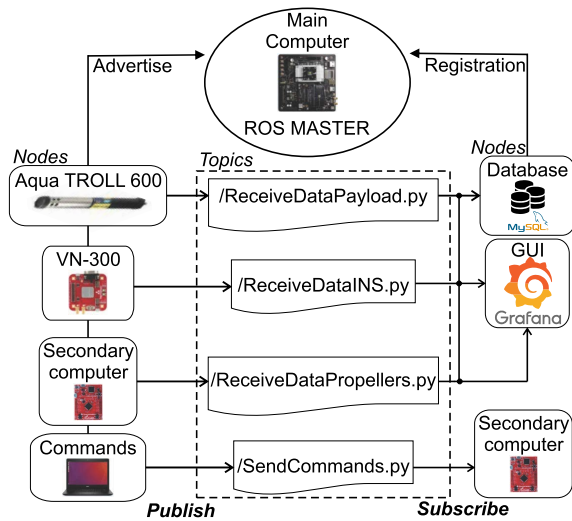 Main
Computer
ROS MASTER
Advertise
Registration
Nodes
Topics
Nodes
Aqua TROLL 600
/ReceiveDataPayload.py
Database
MySQL
VN-300
/ReceiveDataINS.py
GUI
Grafana
Secondary
computer
/ReceiveDataPropellers.py
Commands
/SendCommands.py
Secondary
computer
Publish
Subscribe